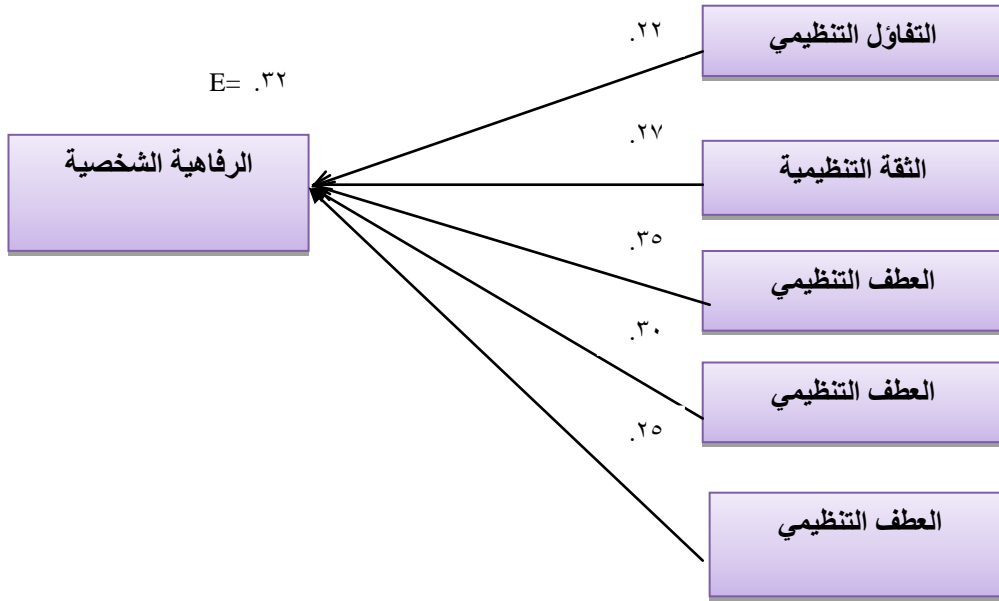 التفاؤل التنظيمي
.٢٢
E= .٣٢
الثقة التنظيمية
.٢٧
الرفاهية الشخصية
العطف التنظيمي
.٣٥
العطف التنظيمي
.٣٠
العطف التنظيمي
.٢٥